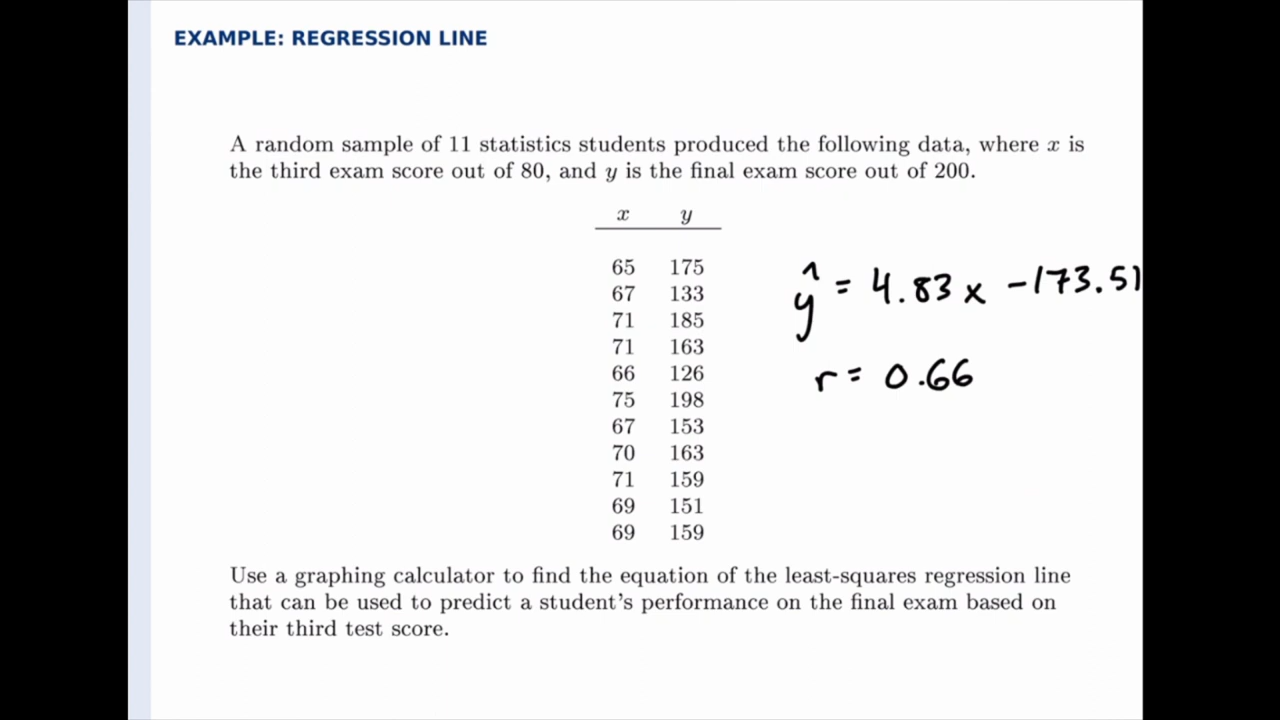 EXAMPLE: REGRESSION LINE
A random sample of 11 statistics students produced the following data, where x is
the third exam score out of 80, and y is the final exam score out of 200.
x y
65 175
67 133
71 185
71 163
66 126
75 198
67 153
70 163
71 159
69 151
69 159
ŷ = 4.83x -173.51
r = 0.66
Use a graphing calculator to find the equation of the least-squares regression line
that can be used to predict a student's performance on the final exam based on
their third test score.